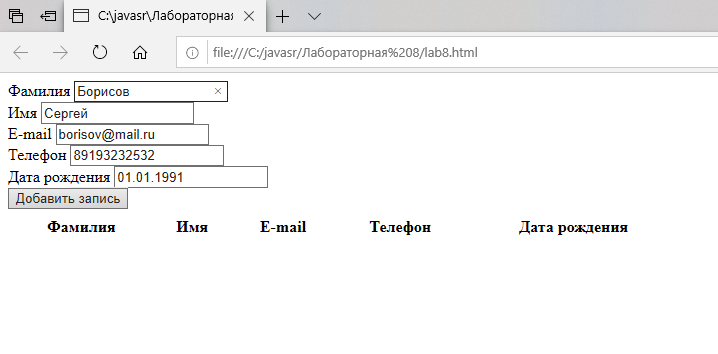 C:\javasr\Лабораторная
file:///C:/javasr/Лабораторная%208/lab8.html
Фамилия Борисов
Имя Сергей
E-mail borisov@mail.ru
Телефон 89193232532
Дата рождения 01.01.1991
Добавить запись
Фамилия Имя E-mail Телефон Дата рождения